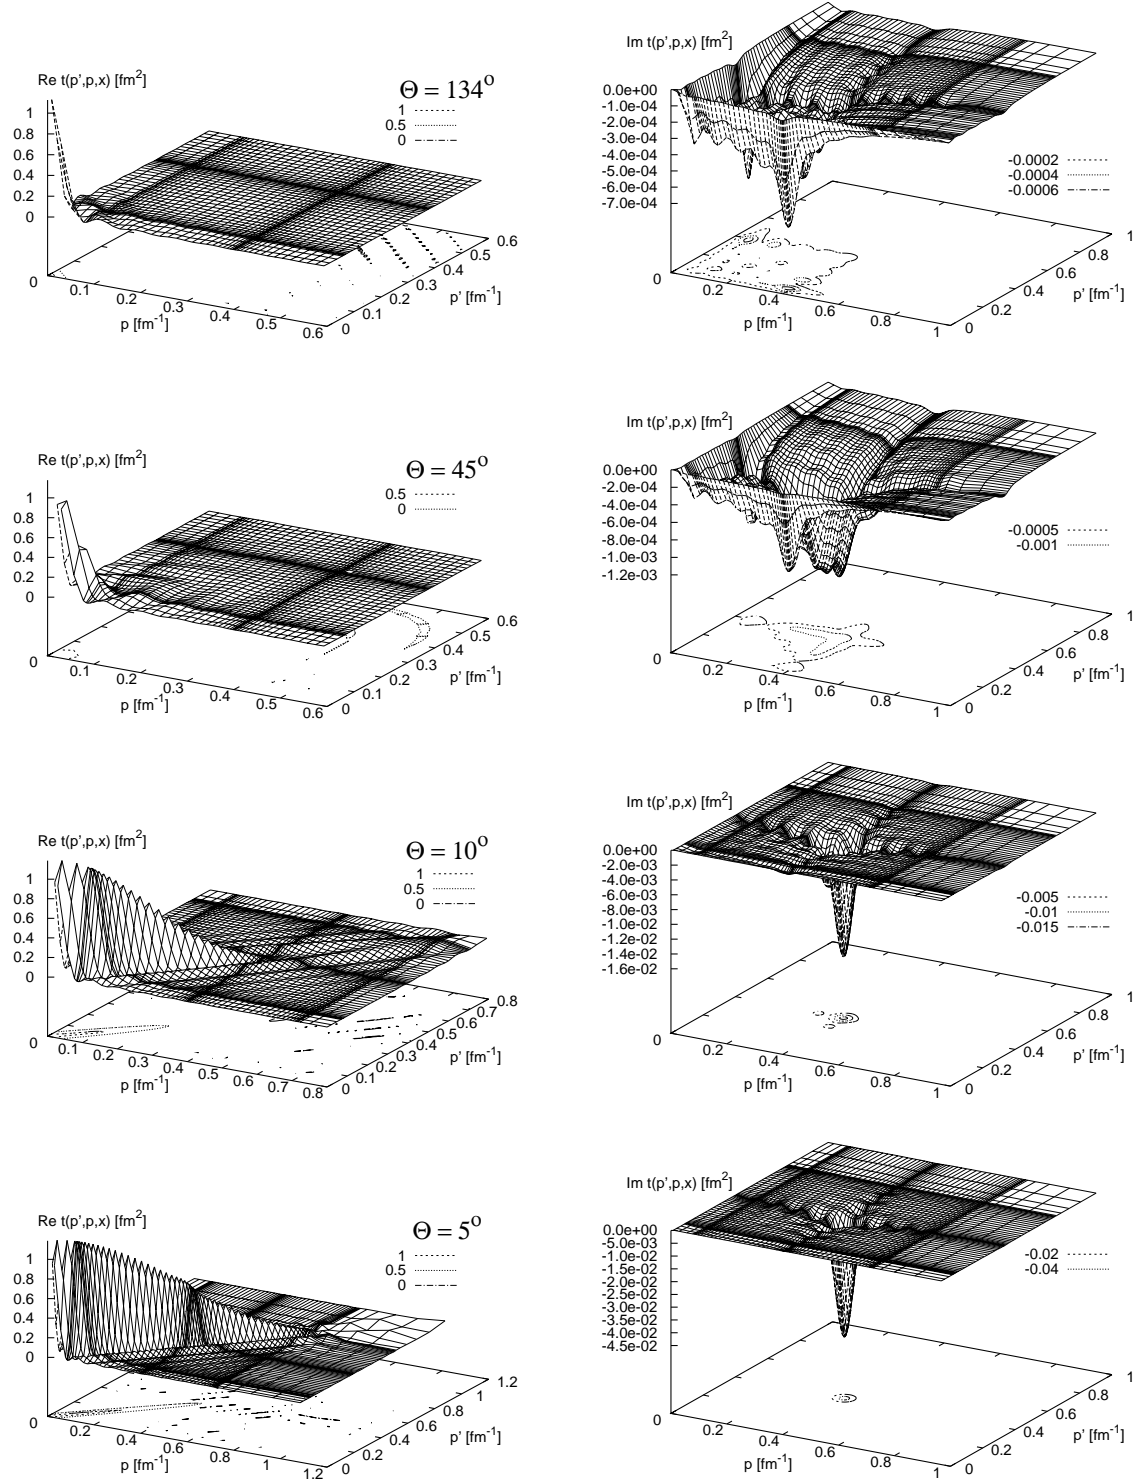 Re t(p',p,x) [fm2]
Θ = 134o
1
0.5
0
1
0.8
0.6
0.4
0.2
0
0
0.1
0.2
0.3
0.4
0.5
0.6
p [fm-1]
0
0.1
0.2
0.3
0.4
0.5
0.6
p' [fm-1]
Im t(p',p,x) [fm2]
0.0e+00
-1.0e-04
-2.0e-04
-3.0e-04
-4.0e-04
-5.0e-04
-6.0e-04
-7.0e-04
-0.0002
-0.0004
-0.0006
0
0.2
0.4
0.6
0.8
1
p [fm-1]
0
0.2
0.4
0.6
0.8
1
p' [fm-1]
Re t(p',p,x) [fm2]
Θ = 45o
0.5
0
1
0.8
0.6
0.4
0.2
0
0
0.1
0.2
0.3
0.4
0.5
0.6
p [fm-1]
0
0.1
0.2
0.3
0.4
0.5
0.6
p' [fm-1]
Im t(p',p,x) [fm2]
0.0e+00
-2.0e-04
-4.0e-04
-6.0e-04
-8.0e-04
-1.0e-03
-1.2e-03
-0.0005
-0.001
0
0.2
0.4
0.6
0.8
1
p [fm-1]
0
0.2
0.4
0.6
0.8
1
p' [fm-1]
Re t(p',p,x) [fm2]
Θ = 10o
1
0.5
0
1
0.8
0.6
0.4
0.2
0
0
0.1
0.2
0.3
0.4
0.5
0.6
0.7
0.8
p [fm-1]
0
0.1
0.2
0.3
0.4
0.5
0.6
0.7
0.8
p' [fm-1]
Im t(p',p,x) [fm2]
0.0e+00
-2.0e-03
-4.0e-03
-6.0e-03
-8.0e-03
-1.0e-02
-1.2e-02
-1.4e-02
-1.6e-02
-0.005
-0.01
-0.015
0
0.2
0.4
0.6
0.8
1
p [fm-1]
0
0.2
0.4
0.6
0.8
1
p' [fm-1]
Re t(p',p,x) [fm2]
Θ = 5o
1
0.5
0
1
0.8
0.6
0.4
0.2
0
0
0.2
0.4
0.6
0.8
1
1.2
p [fm-1]
0
0.2
0.4
0.6
0.8
1
1.2
p' [fm-1]
Im t(p',p,x) [fm2]
0.0e+00
-5.0e-03
-1.0e-02
-1.5e-02
-2.0e-02
-2.5e-02
-3.0e-02
-3.5e-02
-4.0e-02
-4.5e-02
-0.02
-0.04
0
0.2
0.4
0.6
0.8
1
p [fm-1]
0
0.2
0.4
0.6
0.8
1
p' [fm-1]